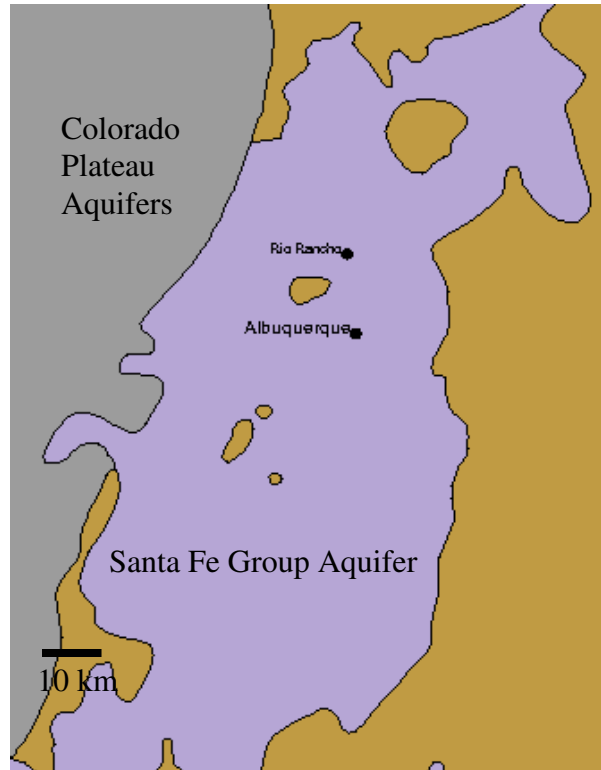 Colorado
Plateau
Aquifers
Rio Rancho
Albuquerque
Santa Fe Group Aquifer
10 km